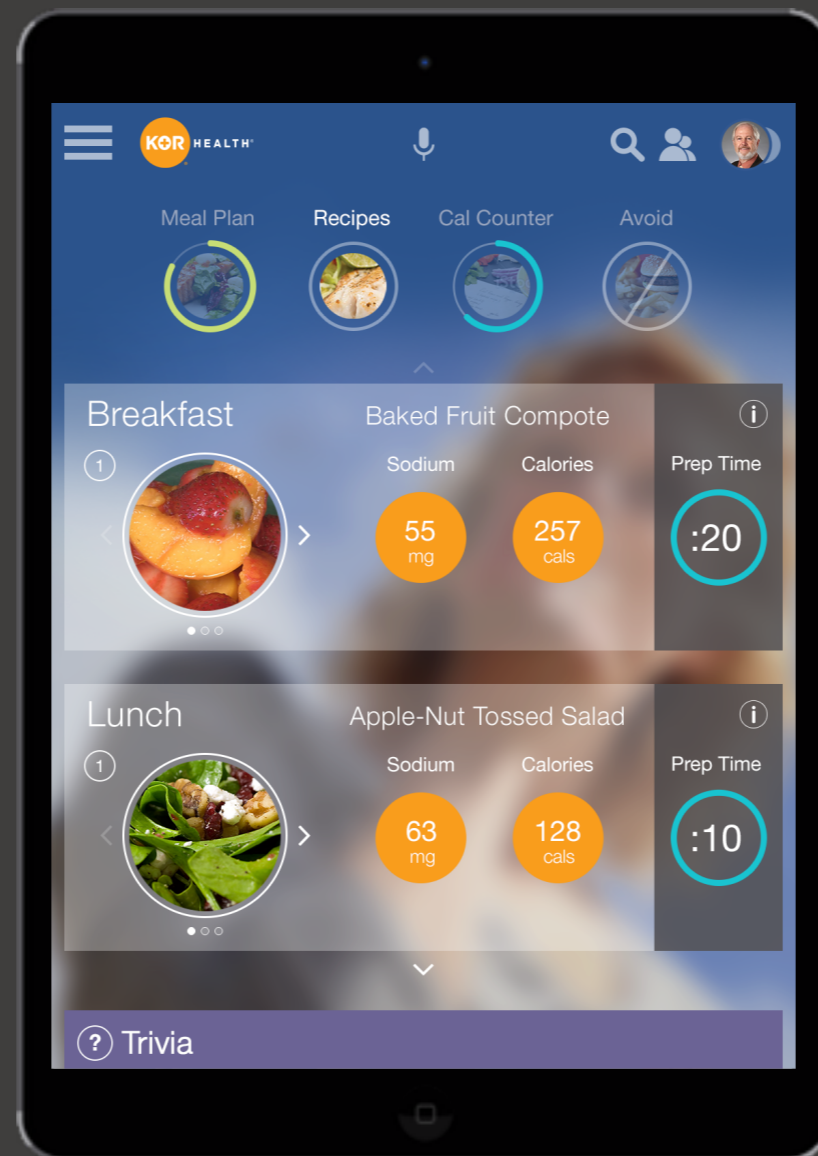 KOR HEALTH
Meal Plan Recipes Cal Counter Avoid
Breakfast Baked Fruit Compote i
1 Sodium Calories Prep Time
55 257 :20
mg cals
Lunch Apple-Nut Tossed Salad i
1 Sodium Calories Prep Time
63 128 :10
mg cals
? Trivia